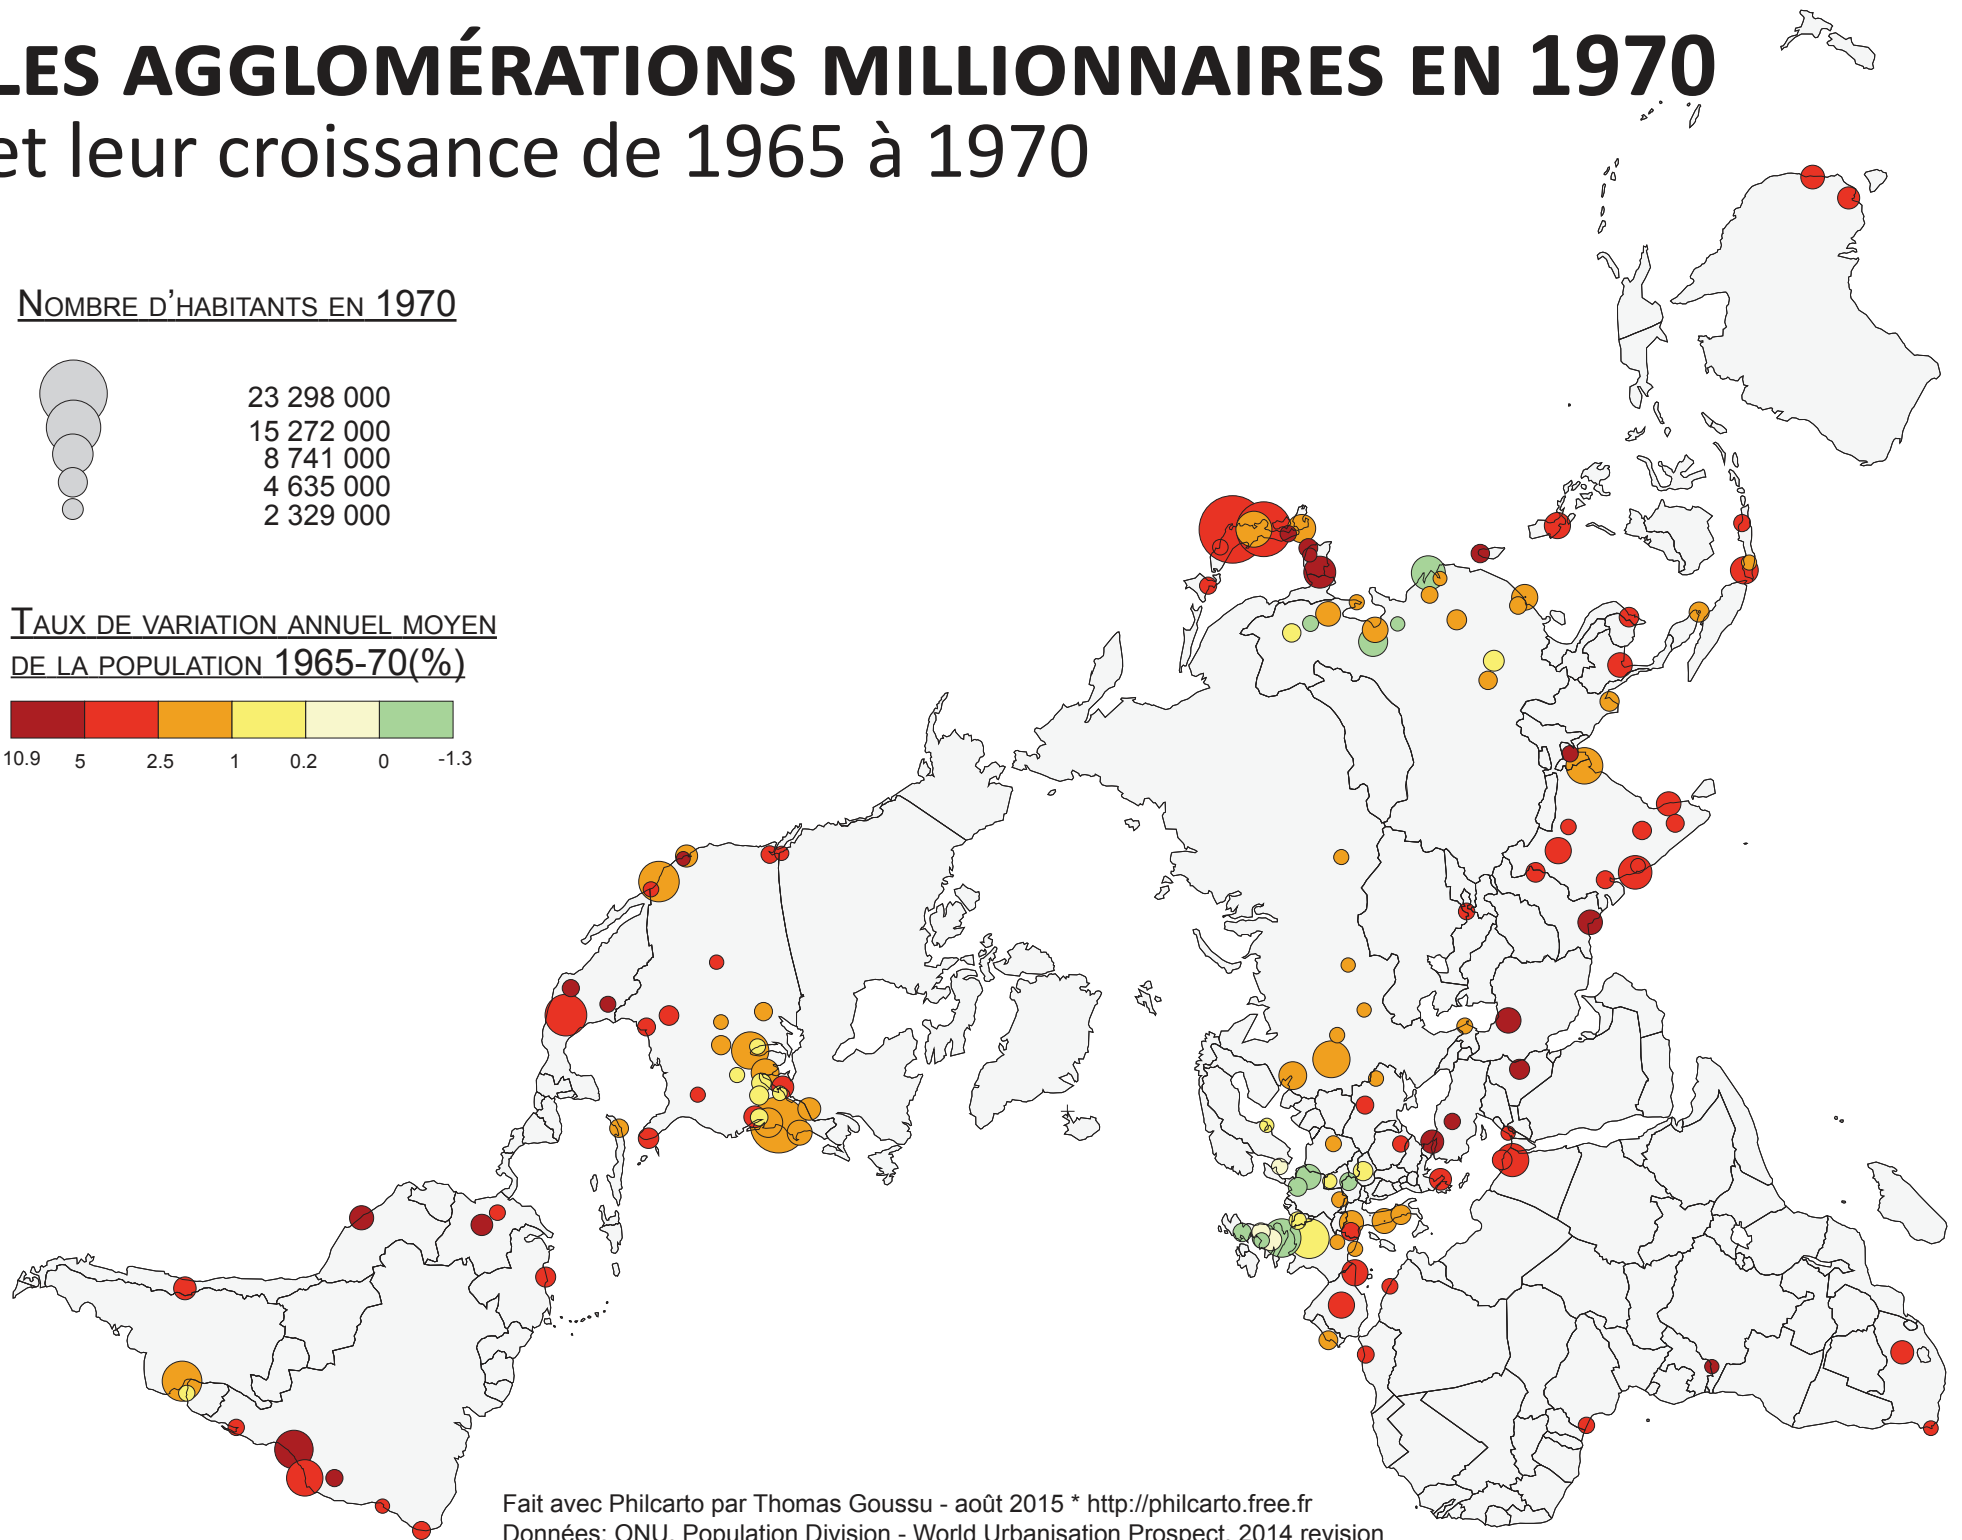 LES AGGLOMÉRATIONS MILLIONNAIRES EN 1970
et leur croissance de 1965 à 1970
NOMBRE D'HABITANTS EN 1970
23 298 000
15 272 000
8 741 000
4 635 000
2 329 000
TAUX DE VARIATION ANNUEL MOYEN
DE LA POPULATION 1965-70(%)
10.9 5 2.5 1 0.2 0 -1.3
Fait avec Philcarto par Thomas Goussu - août 2015 * http://philcarto.free.fr
Données: ONU, Population Division - World Urbanisation Prospect, 2014 revision